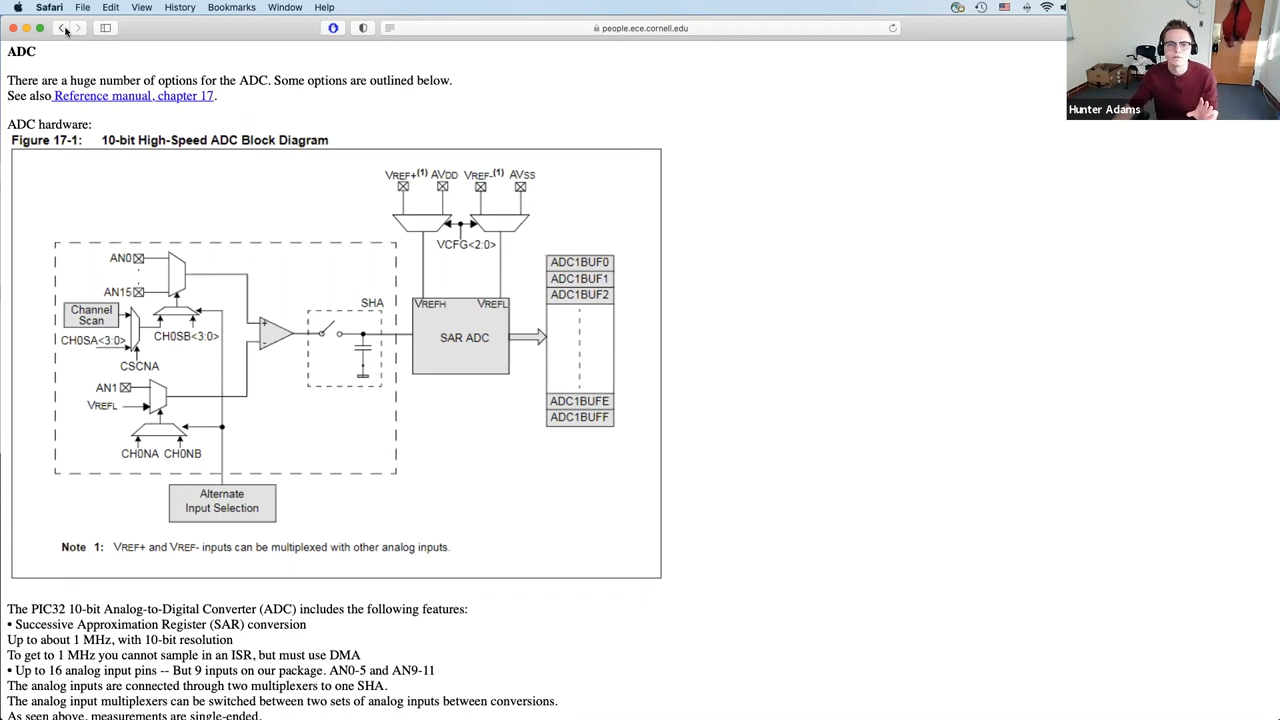 Safari File Edit View History Bookmarks Window Help
people.ece.cornell.edu
Hunter Adams
ADC
There are a huge number of options for the ADC. Some options are outlined below.
See also Reference manual, chapter 17.
ADC hardware:
Figure 17-1: 10-bit High-Speed ADC Block Diagram
VREF+(1) AVDD VREF-(1) AVSS
VCFG<2:0>
AN0
AN15
Channel
Scan
CH0SA<3:0>
CH0SB<3:0>
CSCNA
AN1
VREFL
CH0NA CH0NB
Alternate
Input Selection
SHA
VREFH VREFL
SAR ADC
ADC1BUF0
ADC1BUF1
ADC1BUF2
ADC1BUFE
ADC1BUFF
Note 1: VREF+ and VREF- inputs can be multiplexed with other analog inputs.
The PIC32 10-bit Analog-to-Digital Converter (ADC) includes the following features:
• Successive Approximation Register (SAR) conversion
Up to about 1 MHz, with 10-bit resolution
To get to 1 MHz you cannot sample in an ISR, but must use DMA
• Up to 16 analog input pins -- But 9 inputs on our package. AN0-5 and AN9-11
The analog inputs are connected through two multiplexers to one SHA.
The analog input multiplexers can be switched between two sets of analog inputs between conversions.
As seen above, measurements are single-ended.